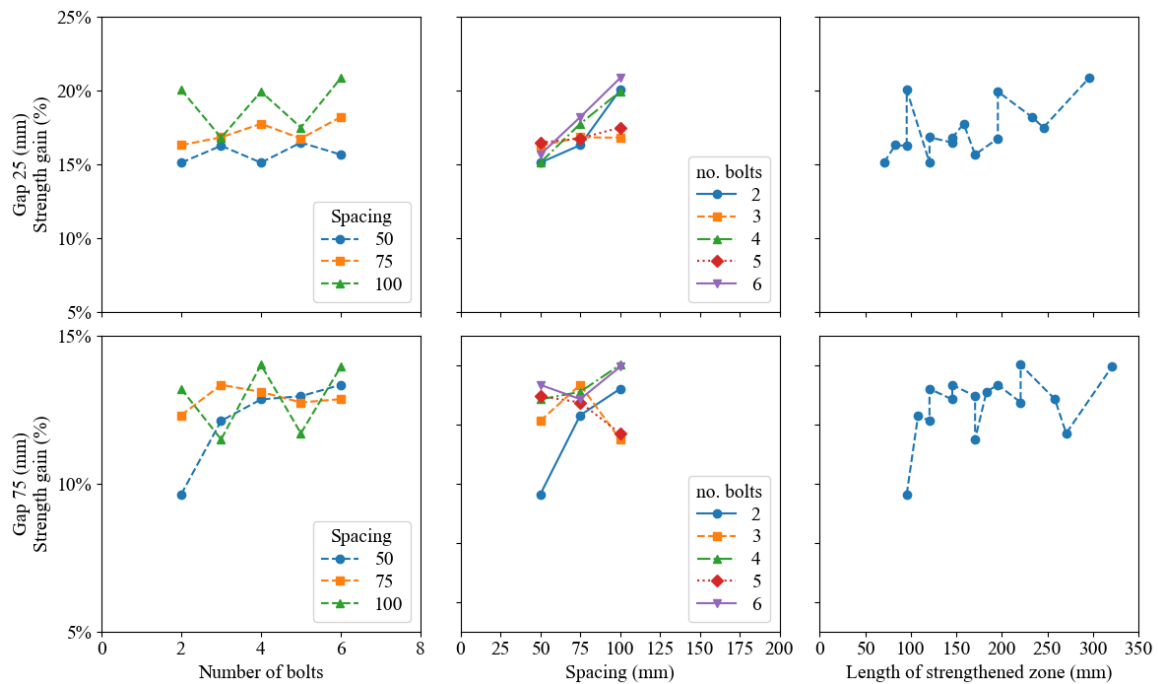 25%
20%
15%
10%
5%
Gap 25 (mm)
Strength gain (%)
Spacing
50
75
100
no. bolts
2
3
4
5
6
15%
10%
5%
Gap 75 (mm)
Strength gain (%)
Spacing
50
75
100
0 2 4 6 8
Number of bolts
no. bolts
2
3
4
5
6
0 25 50 75 100 125 150 175 200
Spacing (mm)
0 50 100 150 200 250 300 350
Length of strengthened zone (mm)